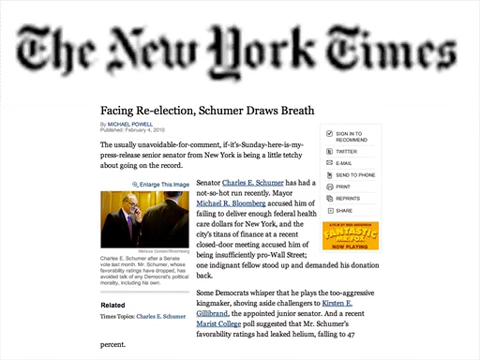 The New York Times
Facing Re-election, Schumer Draws Breath
By MICHAEL POWELL
Published: February 4, 2010
The usually unavoidable-for-comment, if-it's-Sunday-here-is-my-
press-release senior senator from New York is being a little tetchy
about going on the record.
SIGN IN TO
RECOMMEND
TWITTER
E-MAIL
SEND TO PHONE
PRINT
REPRINTS
SHARE
A FILM BY WES ANDERSON
FANTASTIC
MR. FOX
Enlarge This Image
Charles E. Schumer after a Senate
vote last month. Mr. Schumer, whose
favorability ratings have dropped, has
avoided talk of any Democrat's political
mortality, including his own.
Related
Times Topics: Charles E. Schumer
Senator Charles E. Schumer has had a
not-so-hot run recently. Mayor
Michael R. Bloomberg accused him of
failing to deliver enough federal health
care dollars for New York, and the
city's titans of finance at a recent
closed-door meeting accused him of
being insufficiently pro-Wall Street;
one indignant fellow stood up and demanded his donation
back.
Some Democrats whisper that he plays the too-aggressive
kingmaker, shoving aside challengers to Kirsten E.
Gillibrand, the appointed junior senator. And a recent
Marist College poll suggested that Mr. Schumer's
favorability ratings had leaked helium, falling to 47
percent.